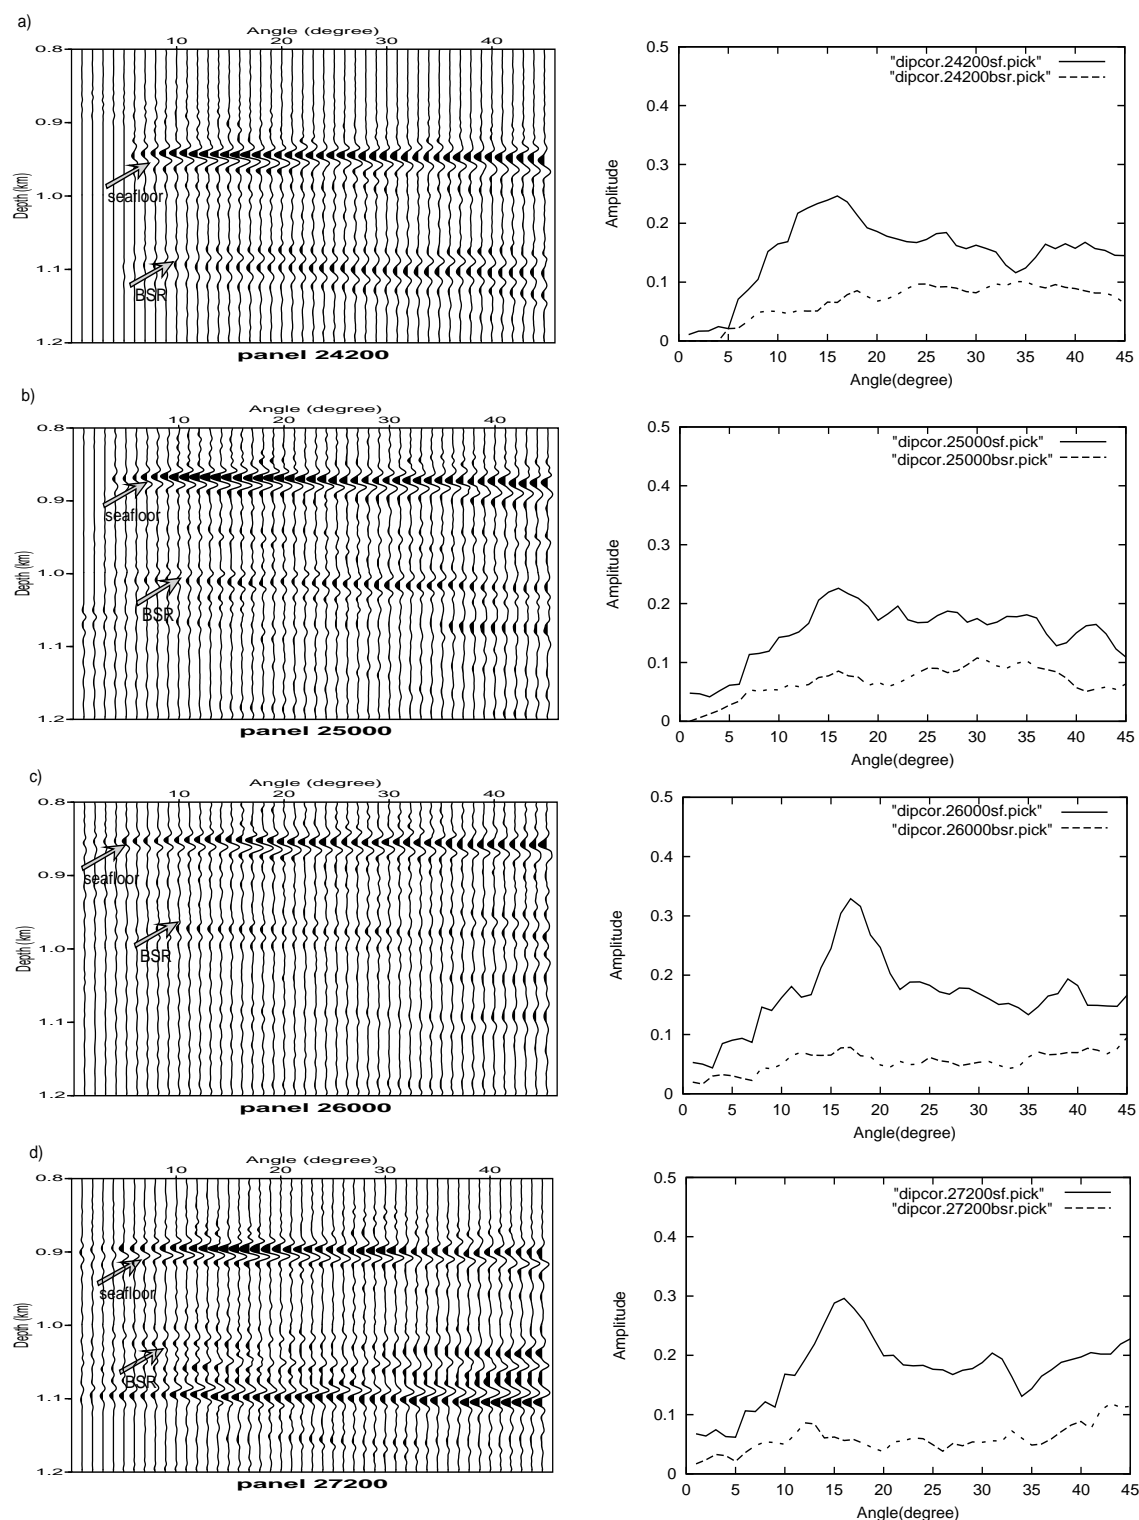 a)
Angle (degree)
10 20 30 40
0.8
0.9
1.0
1.1
1.2
Depth (km)
seafloor
BSR
panel 24200
0.5
0.4
0.3
0.2
0.1
0
Amplitude
"dipcor.24200sf.pick"
"dipcor.24200bsr.pick"
0 5 10 15 20 25 30 35 40 45
Angle(degree)
b)
Angle (degree)
10 20 30 40
0.8
0.9
1.0
1.1
1.2
Depth (km)
seafloor
BSR
panel 25000
0.5
0.4
0.3
0.2
0.1
0
Amplitude
"dipcor.25000sf.pick"
"dipcor.25000bsr.pick"
0 5 10 15 20 25 30 35 40 45
Angle(degree)
c)
Angle (degree)
10 20 30 40
0.8
0.9
1.0
1.1
1.2
Depth (km)
seafloor
BSR
panel 26000
0.5
0.4
0.3
0.2
0.1
0
Amplitude
"dipcor.26000sf.pick"
"dipcor.26000bsr.pick"
0 5 10 15 20 25 30 35 40 45
Angle(degree)
d)
Angle (degree)
10 20 30 40
0.8
0.9
1.0
1.1
1.2
Depth (km)
seafloor
BSR
panel 27200
0.5
0.4
0.3
0.2
0.1
0
Amplitude
"dipcor.27200sf.pick"
"dipcor.27200bsr.pick"
0 5 10 15 20 25 30 35 40 45
Angle(degree)